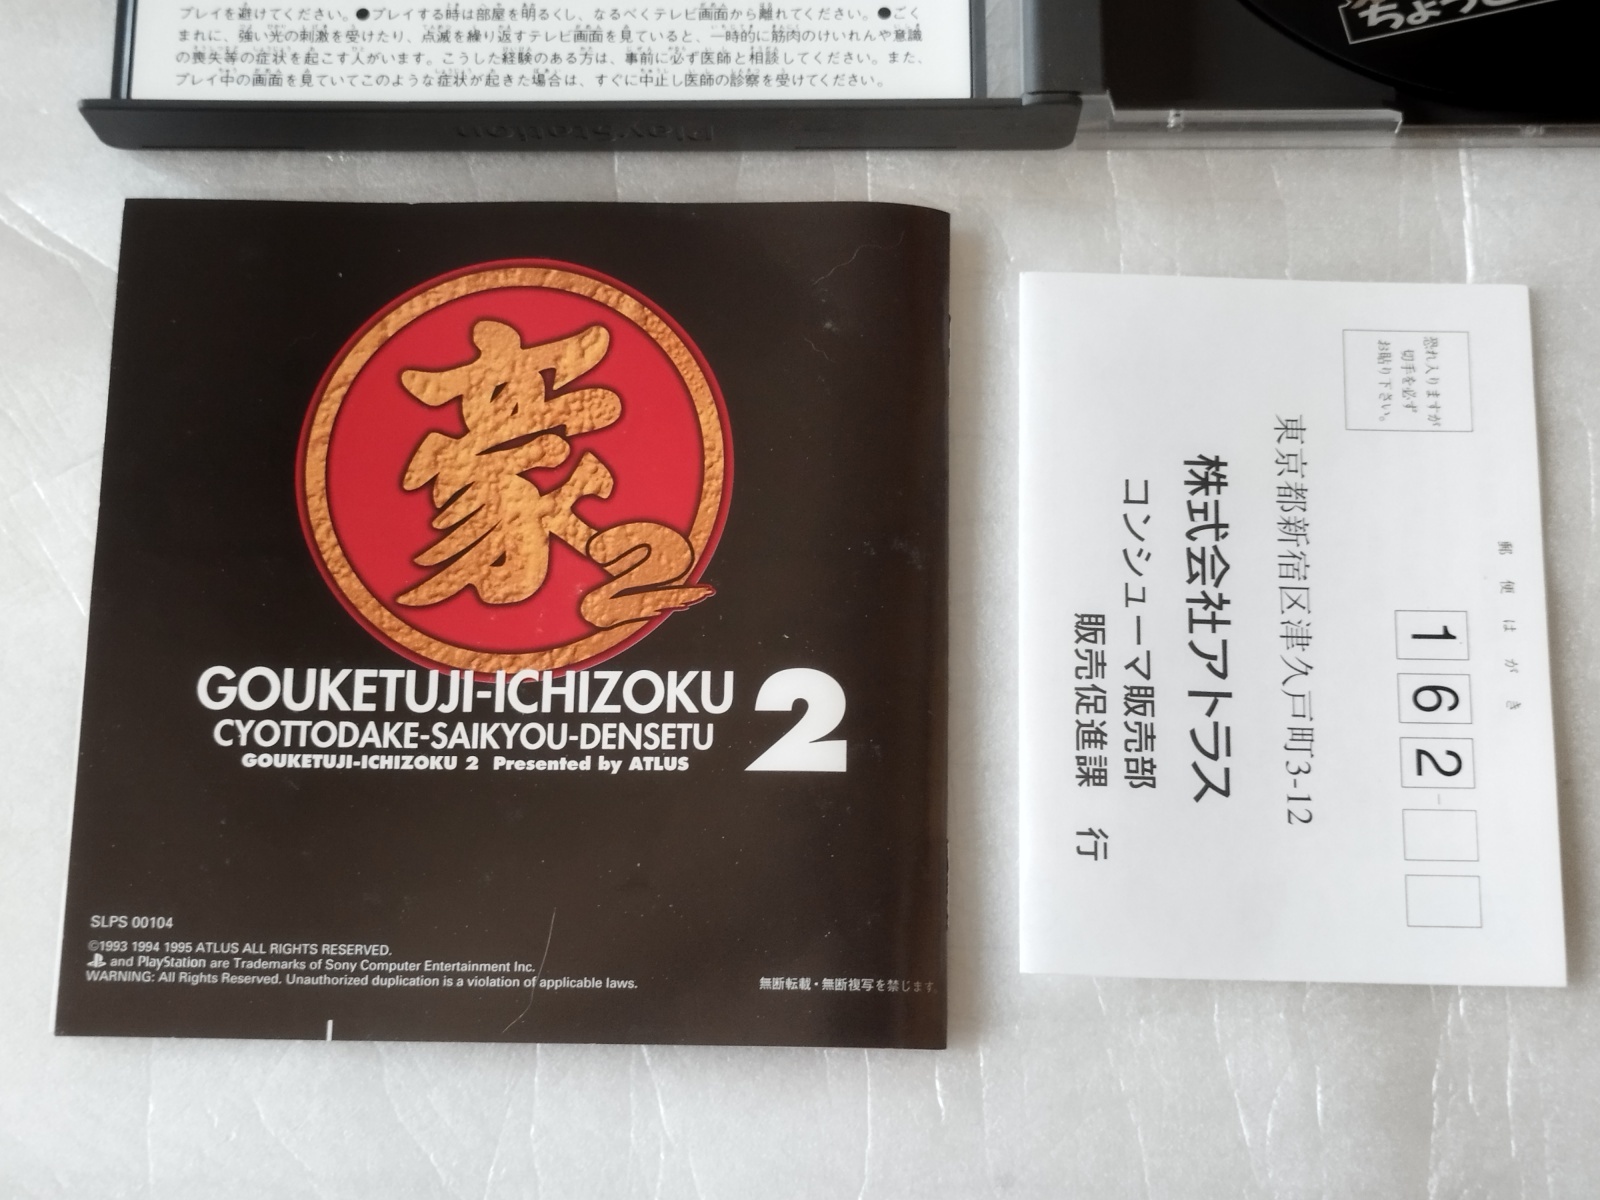 プレイを避けてください。●プレイする時は部屋を明るくし、なるべくテレビ画面から離れてください。●ごく
まれに、強い光の刺激を受けたり、点滅を繰り返すテレビ画面を見ていると、一時的に筋肉のけいれんや意識
の喪失等の症状を起こす人がいます。こうした経験のある方は、事前に必ず医師と相談してください。また、
プレイ中の画面を見ていてこのような症状が起きた場合は、すぐに中止し医師の診察を受けてください。
PlayStation
ちょっと
豪2
GOUKETUJI-ICHIZOKU 2
CYOTTODAKE-SAIKYOU-DENSETU
GOUKETUJI-ICHIZOKU 2 Presented by ATLUS
SLPS 00104
©1993 1994 1995 ATLUS ALL RIGHTS RESERVED.
and PlayStation are Trademarks of Sony Computer Entertainment Inc.
WARNING: All Rights Reserved. Unauthorized duplication is a violation of applicable laws.
無断転載・無断複写を禁じます。
郵便はがき
162-
恐れ入りますが
切手を必ず
お貼り下さい。
東京都新宿区津久戸町3-12
株式会社アトラス
コンシューマ販売部
販売促進課 行